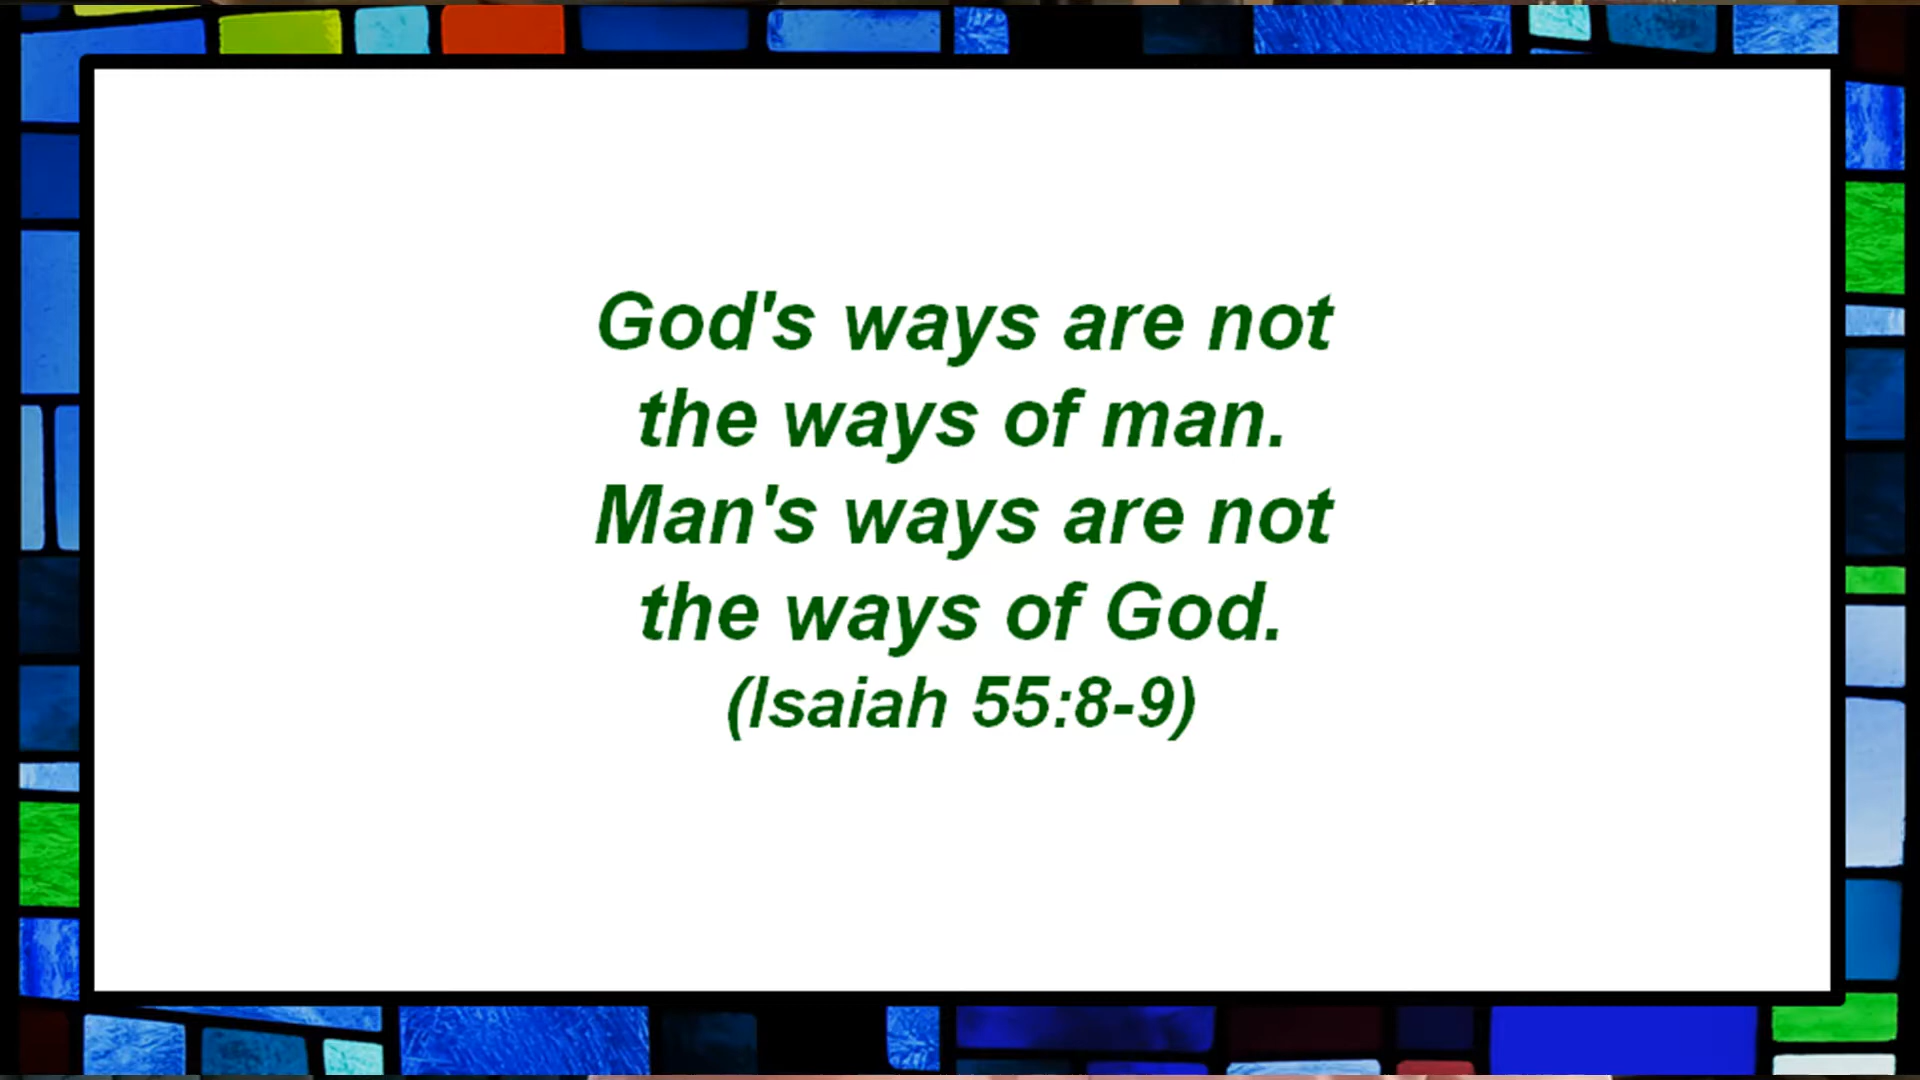 God's ways are not
the ways of man.
Man's ways are not
the ways of God.
(Isaiah 55:8-9)